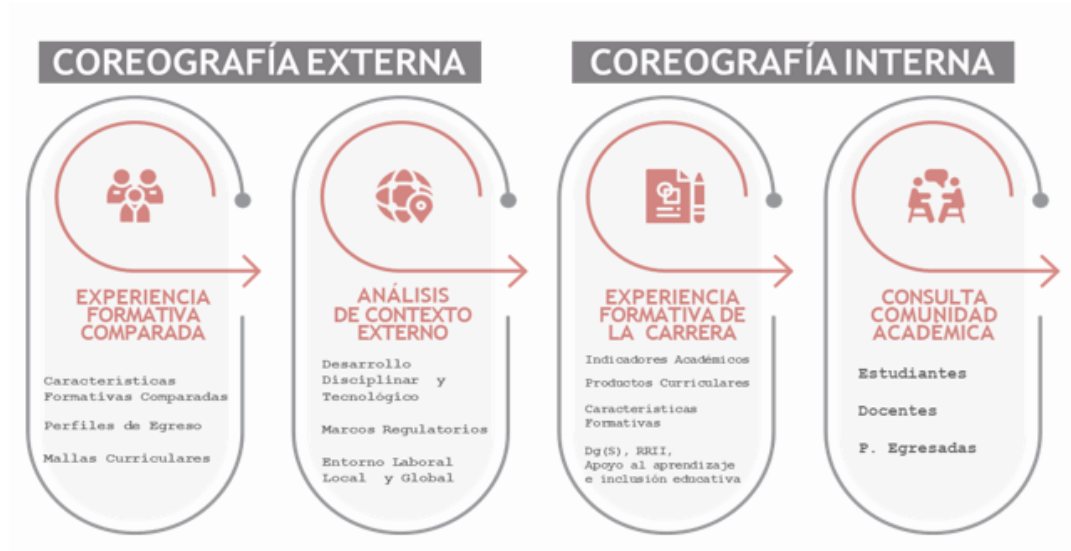 COREOGRAFÍA EXTERNA
EXPERIENCIA
FORMATIVA
COMPARADA
Características
Formativas Comparadas
Perfiles de Egreso
Mallas Curriculares
ANÁLISIS
DE CONTEXTO
EXTERNO
Desarrollo
Disciplinar y
Tecnológico
Marcos Regulatorios
Entorno Laboral
Local y Global
COREOGRAFÍA INTERNA
EXPERIENCIA
FORMATIVA DE
LA CARRERA
Indicadores Académicos
Productos Curriculares
Características
Formativas
Dg(S), RRII,
Apoyo al aprendizaje
e inclusión educativa
CONSULTA
COMUNIDAD
ACADÉMICA
Estudiantes
Docentes
P. Egresadas